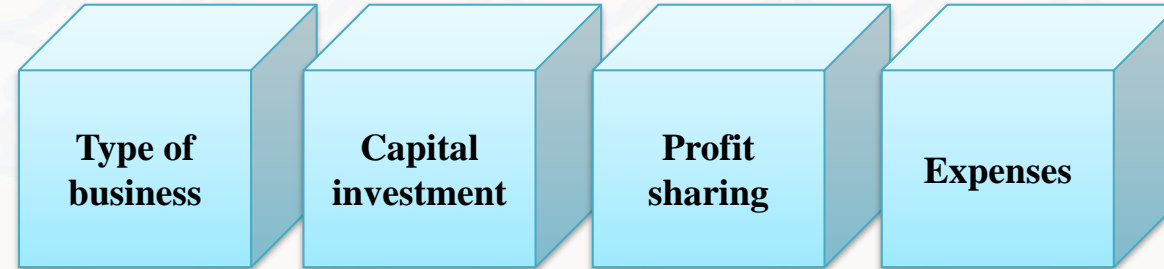 Type of
business
Capital
investment
Profit
sharing
Expenses